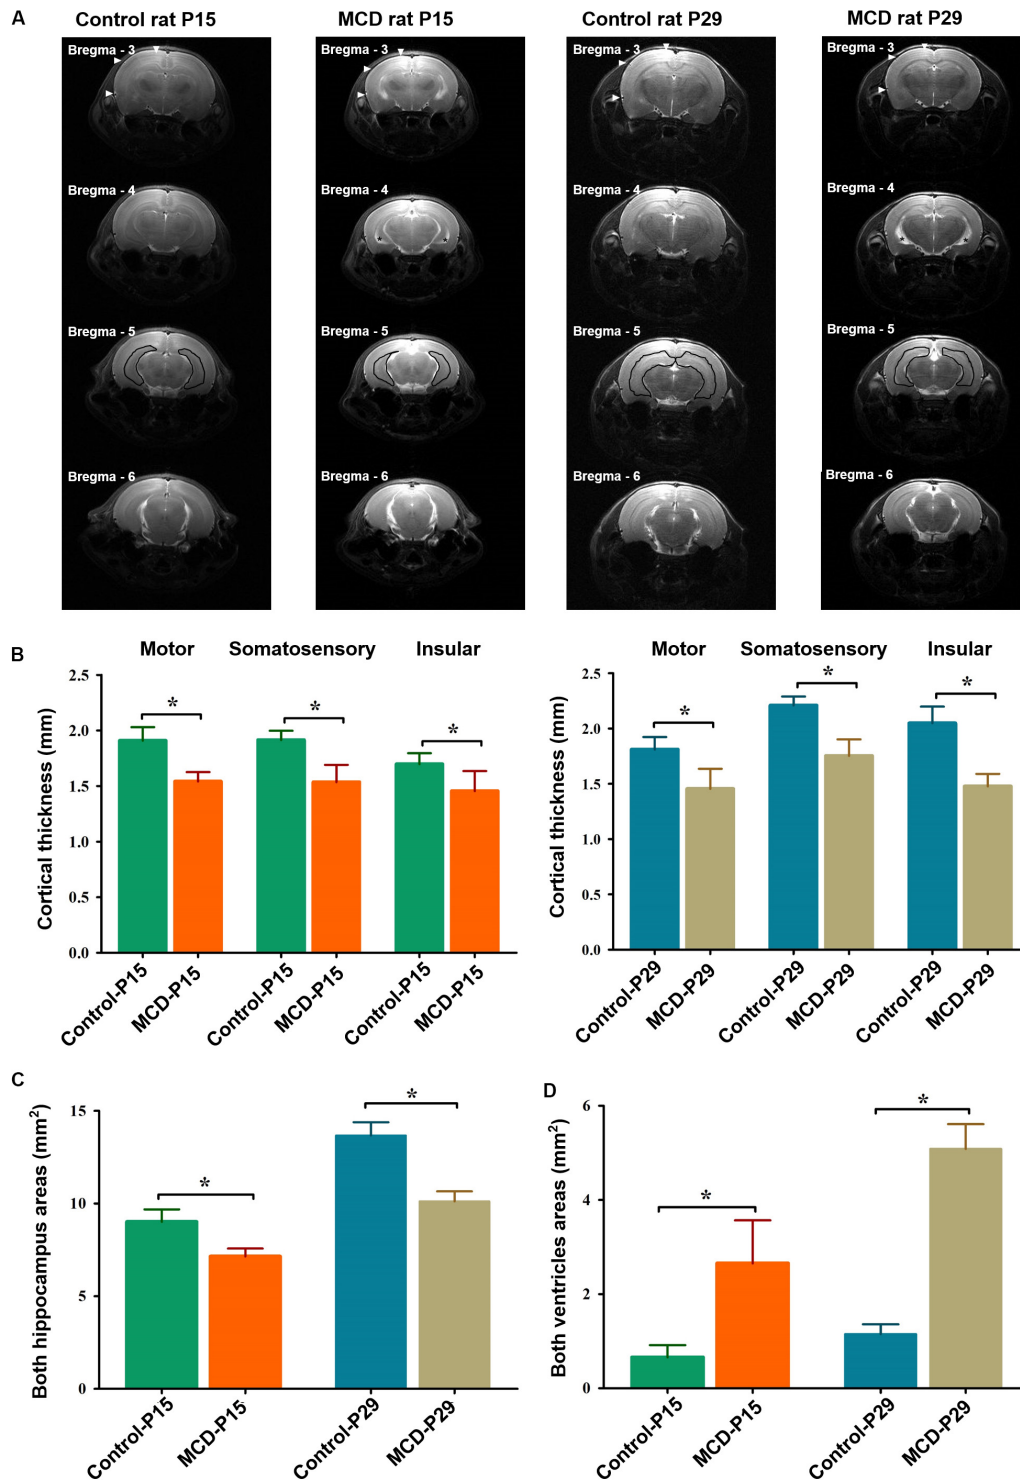 A
Control rat P15
MCD rat P15
Control rat P29
MCD rat P29
Bregma - 3
Bregma - 3
Bregma - 3
Bregma - 3
Bregma - 4
Bregma - 4
Bregma - 4
Bregma - 4
Bregma - 5
Bregma - 5
Bregma - 5
Bregma - 5
Bregma - 6
Bregma - 6
Bregma - 6
Bregma - 6
B
Motor Somatosensory Insular
Cortical thickness (mm)
2.5
2.0
1.5
1.0
0.5
0.0
* * *
Control-P15
MCD-P15
Control-P15
MCD-P15
Control-P15
MCD-P15
Motor Somatosensory Insular
Cortical thickness (mm)
2.5
2.0
1.5
1.0
0.5
0.0
* * *
Control-P29
MCD-P29
Control-P29
MCD-P29
Control-P29
MCD-P29
C
Both hippocampus areas (mm²)
15
10
5
0
* *
Control-P15
MCD-P15
Control-P29
MCD-P29
D
Both ventricles areas (mm²)
6
4
2
0
* *
Control-P15
MCD-P15
Control-P29
MCD-P29